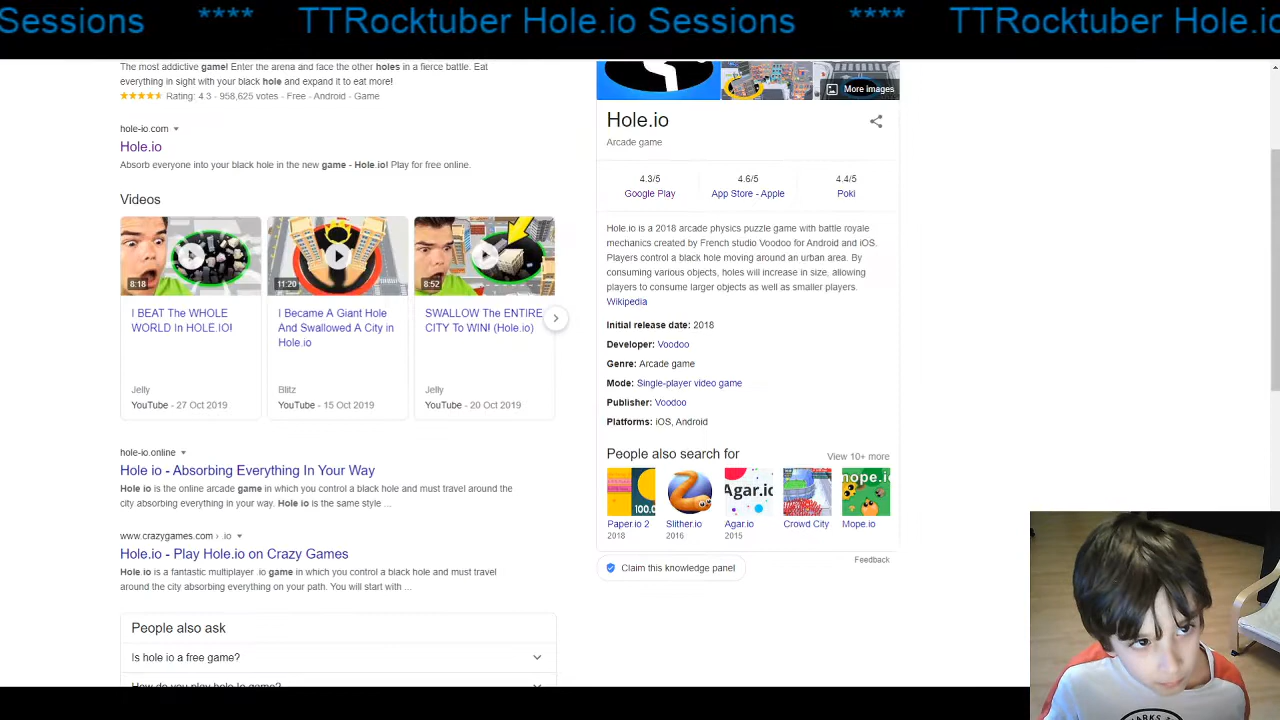 Sessions **** TTRocktuber Hole.io Sessions **** TTRocktuber Hole.io
The most addictive game! Enter the arena and face the other holes in a fierce battle. Eat
everything in sight with your black hole and expand it to eat more!
Rating: 4.3 - 958,625 votes - Free - Android - Game
hole-io.com
Hole.io
Absorb everyone into your black hole in the new game - Hole.io! Play for free online.
Videos
8:18
11:20
8:52
I BEAT The WHOLE
WORLD In HOLE.IO!
Jelly
YouTube - 27 Oct 2019
I Became A Giant Hole
And Swallowed A City in
Hole.io
Blitz
YouTube - 15 Oct 2019
SWALLOW The ENTIRE
CITY To WIN! (Hole.io)
Jelly
YouTube - 20 Oct 2019
hole-io.online
Hole io - Absorbing Everything In Your Way
Hole io is the online arcade game in which you control a black hole and must travel around the
city absorbing everything in your way. Hole io is the same style ...
www.crazygames.com › .io
Hole.io - Play Hole.io on Crazy Games
Hole io is a fantastic multiplayer .io game in which you control a black hole and must travel
around the city absorbing everything on your path. You will start with ...
People also ask
Is hole io a free game?
How do you play hole Io game?
More images
Hole.io
Arcade game
4.3/5
Google Play
4.6/5
App Store - Apple
4.4/5
Poki
Hole.io is a 2018 arcade physics puzzle game with battle royale
mechanics created by French studio Voodoo for Android and iOS.
Players control a black hole moving around an urban area. By
consuming various objects, holes will increase in size, allowing
players to consume larger objects as well as smaller players.
Wikipedia
Initial release date: 2018
Developer: Voodoo
Genre: Arcade game
Mode: Single-player video game
Publisher: Voodoo
Platforms: iOS, Android
People also search for
View 10+ more
100.0
Agar.io
mope.io
Paper.io 2
2018
Slither.io
2016
Agar.io
2015
Crowd City
Mope.io
Feedback
Claim this knowledge panel